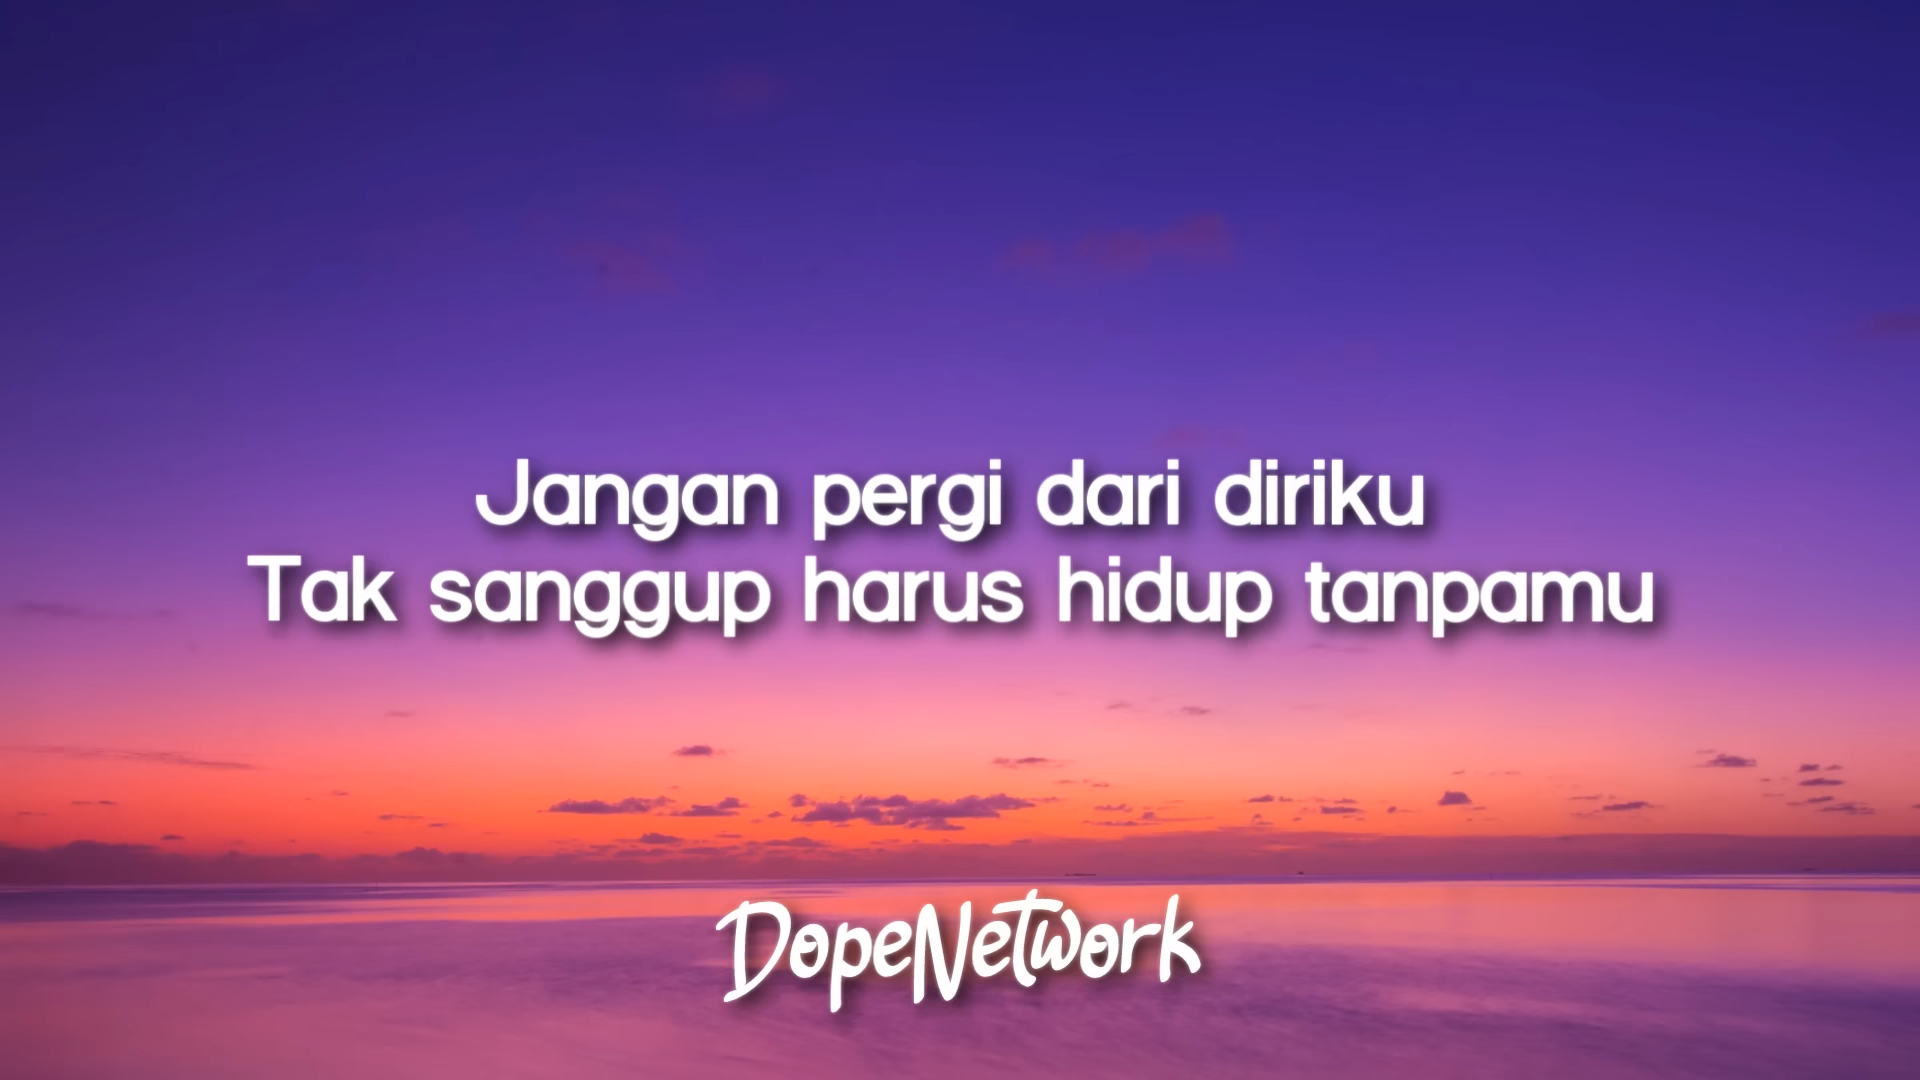 Jangan pergi dari diriku
Tak sanggup harus hidup tanpamu
DopeNetwork